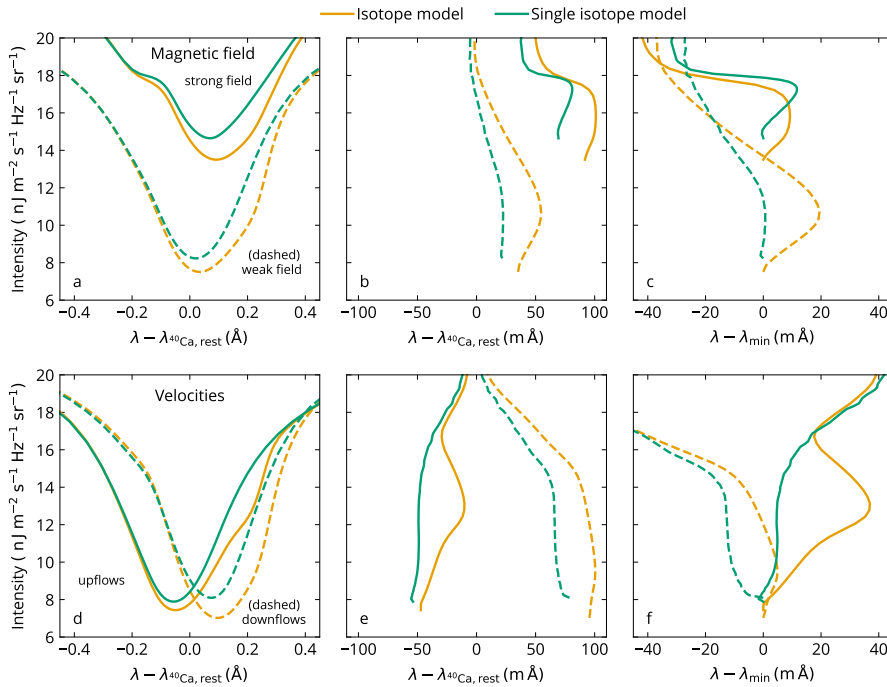 Isotope model
Single isotope model
Intensity ( nJ m−2 s−1 Hz−1 sr−1)
20
18
16
14
12
10
8
6
Magnetic field
strong field
(dashed)
weak field
a
−0.4 −0.2 0.0 0.2 0.4
λ − λ40Ca, rest (Å)
b
−100 −50 0 50 100
λ − λ40Ca, rest (m Å)
c
−40 −20 0 20 40
λ − λmin (m Å)
Intensity ( nJ m−2 s−1 Hz−1 sr−1)
20
18
16
14
12
10
8
6
Velocities
upflows
(dashed)
downflows
d
−0.4 −0.2 0.0 0.2 0.4
λ − λ40Ca, rest (Å)
e
−100 −50 0 50 100
λ − λ40Ca, rest (m Å)
f
−40 −20 0 20 40
λ − λmin (m Å)